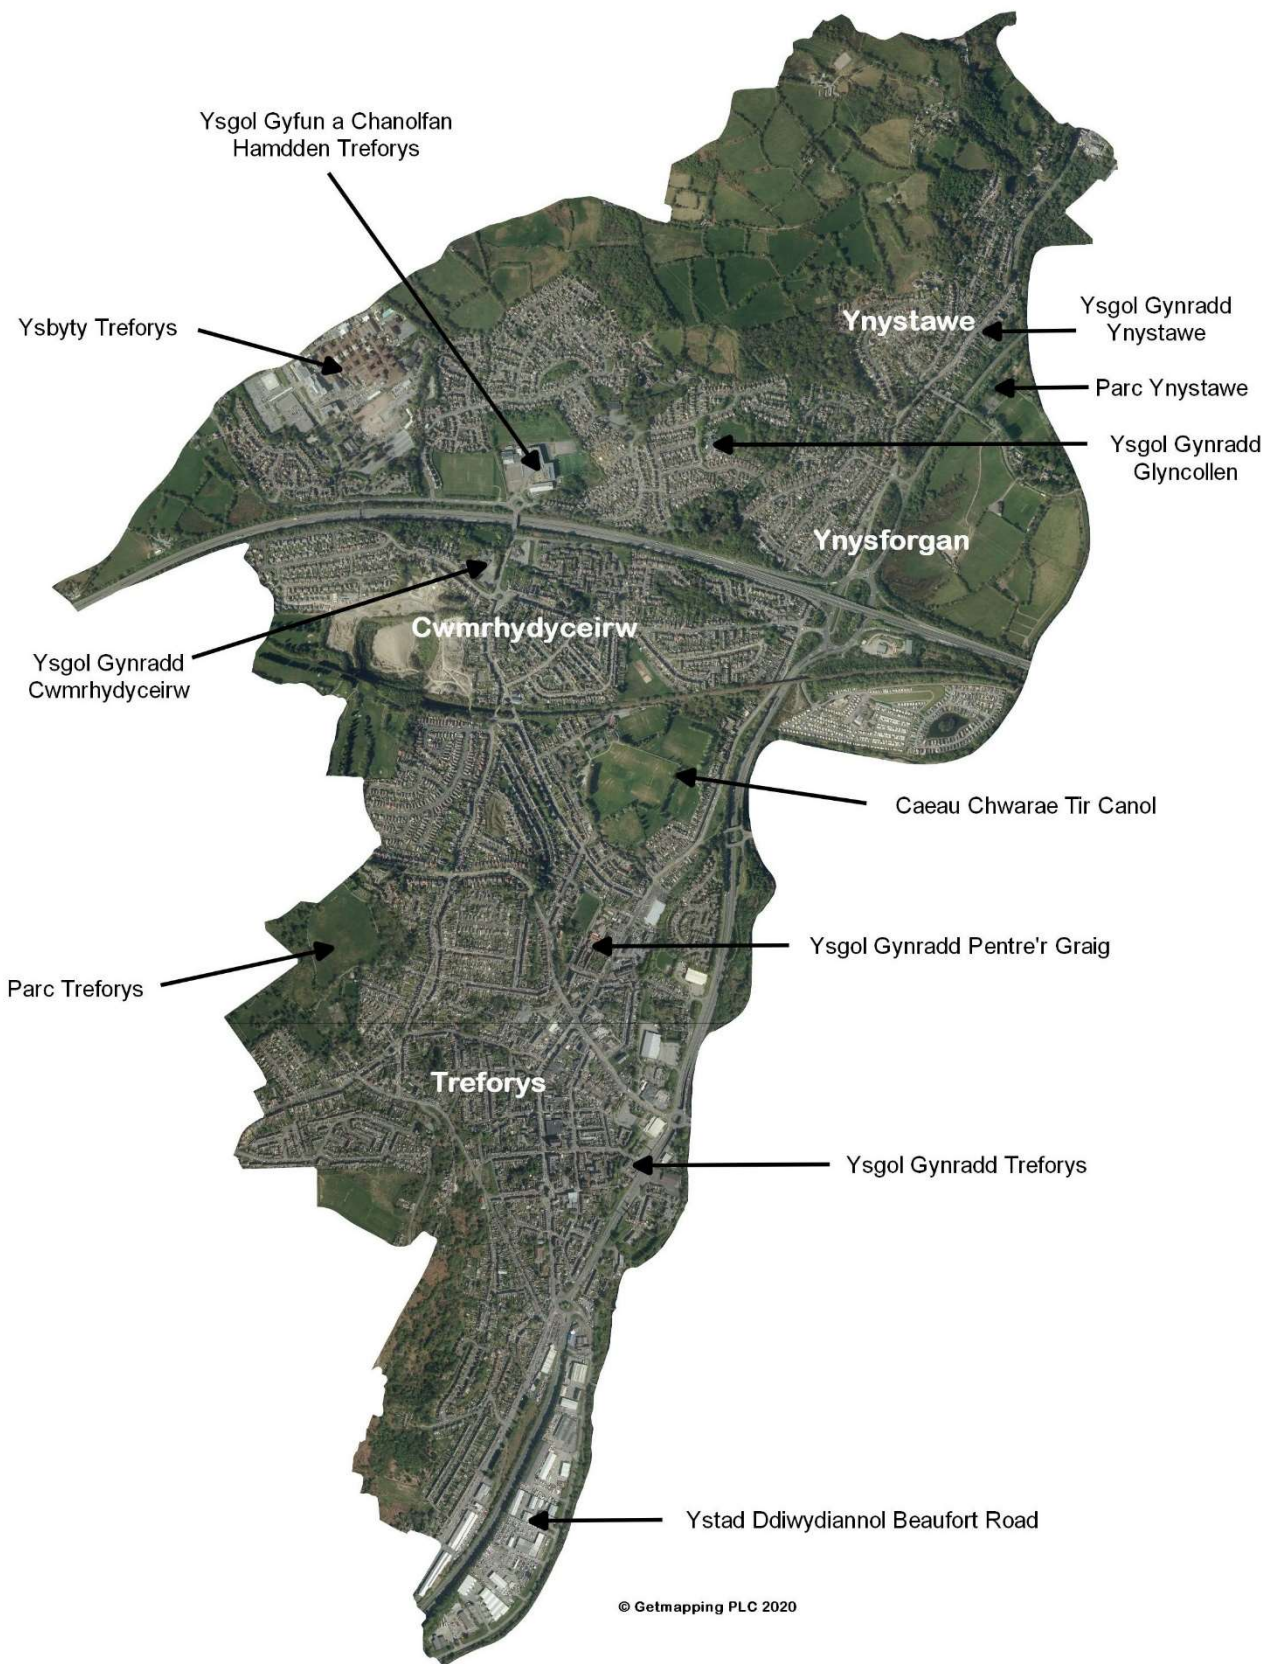 Ysgol Gyfun a Chanolfan
Hamdden Treforys
Ynystawe
Ysgol Gynradd
Ynystawe
Ysbyty Treforys
Parc Ynystawe
Ysgol Gynradd
Glyncollen
Ynysforgan
Cwmrhydyceirw
Ysgol Gynradd
Cwmrhydyceirw
Caeau Chwarae Tir Canol
Ysgol Gynradd Pentre'r Graig
Parc Treforys
Treforys
Ysgol Gynradd Treforys
Ystad Ddiwydiannol Beaufort Road
© Getmapping PLC 2020